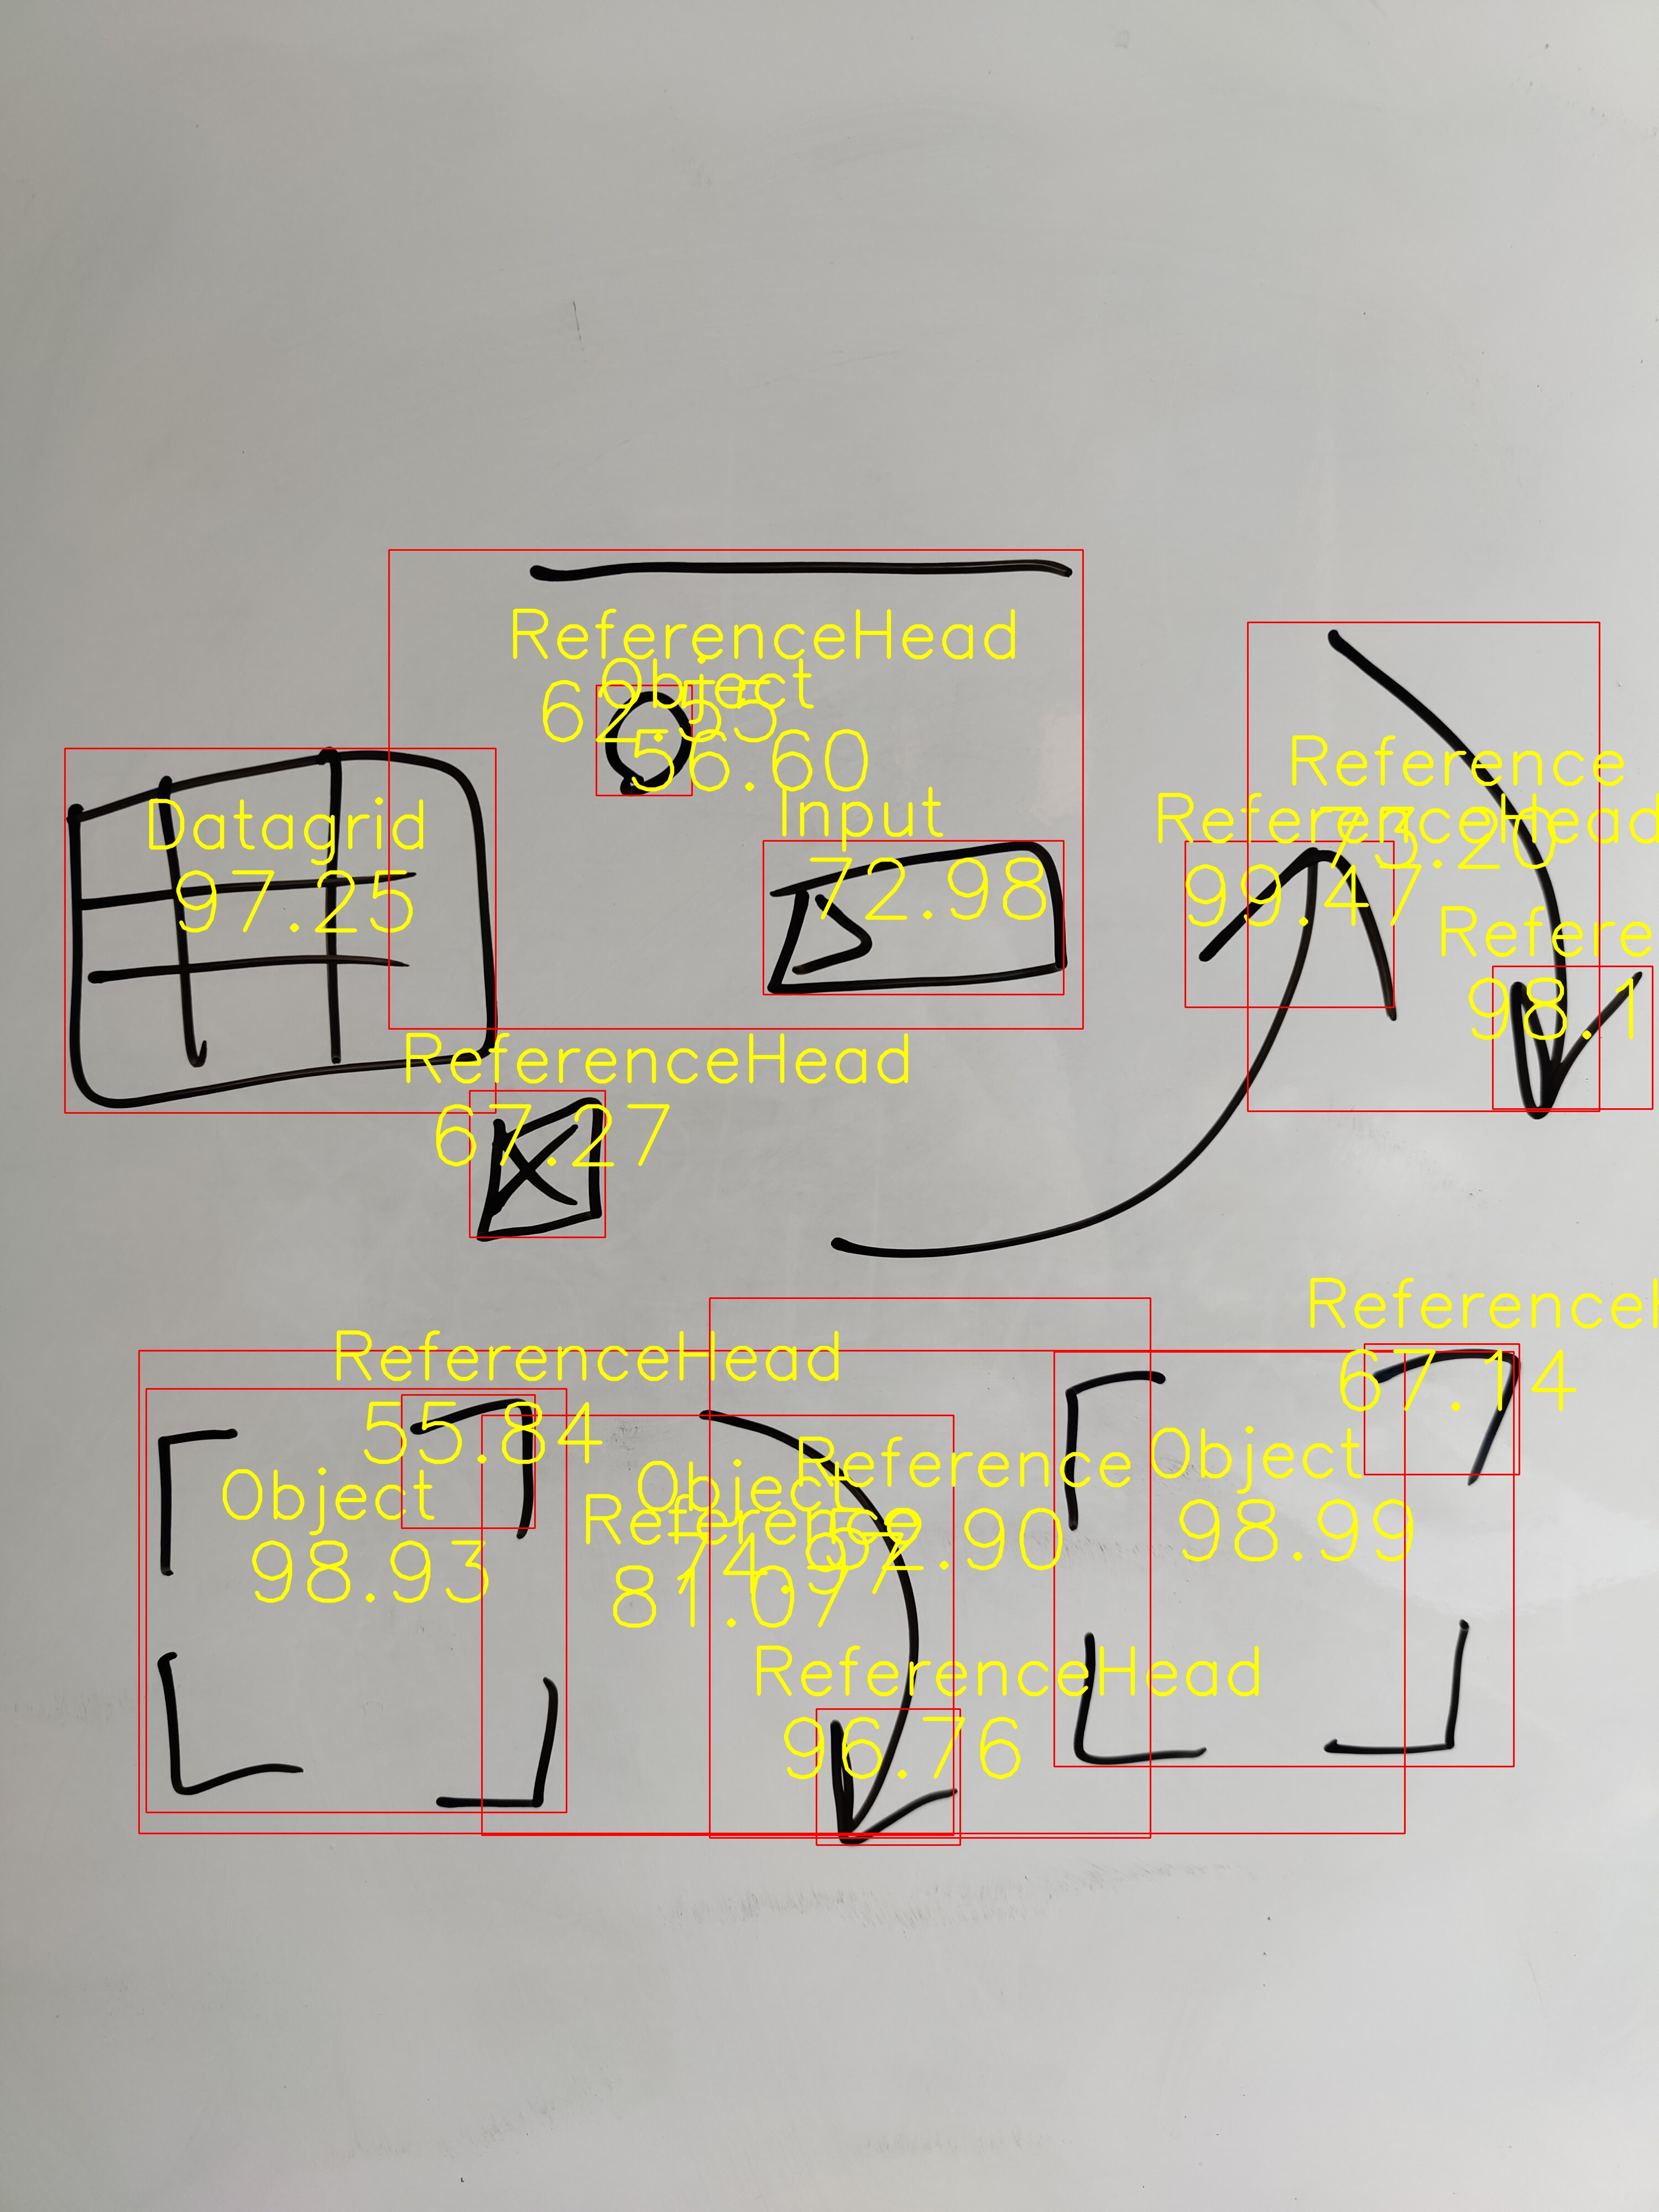 ReferenceHead
62.55
Object
56.60
Datagrid
97.25
Input
72.98
Reference
73.20
ReferenceHead
99.47
Refere
98.1
ReferenceHead
67.27
ReferenceH
67.14
ReferenceHead
55.84
Object
98.93
Object
74.97
Reference
92.90
Reference
81.07
Object
98.99
ReferenceHead
96.76